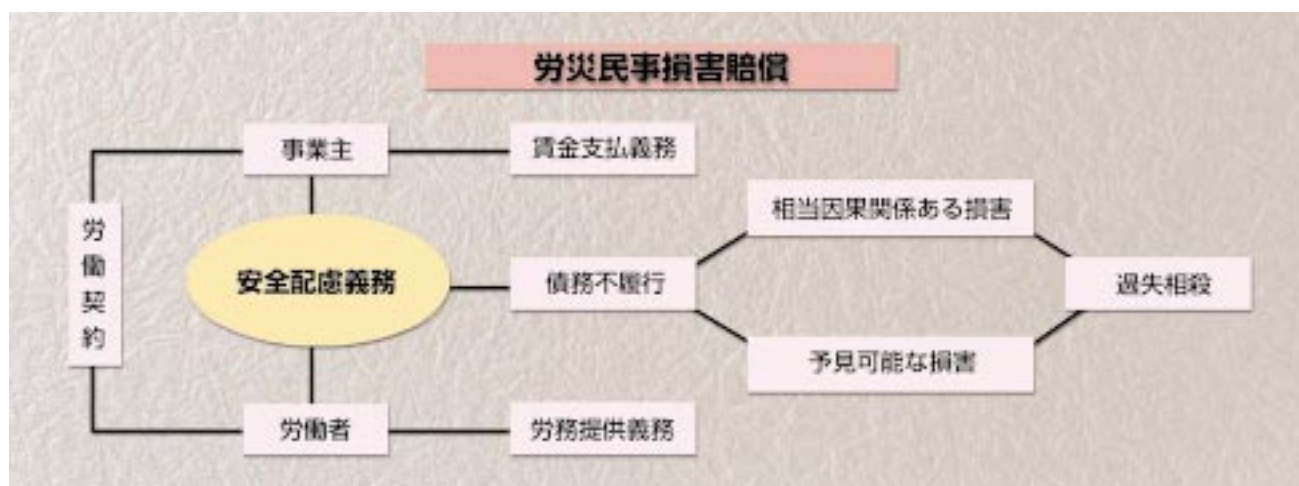 労災民事損害賠償
事業主
賃金支払義務
相当因果関係ある損害
労働契約
安全配慮義務
債務不履行
過失相殺
予見可能な損害
労働者
労務提供義務